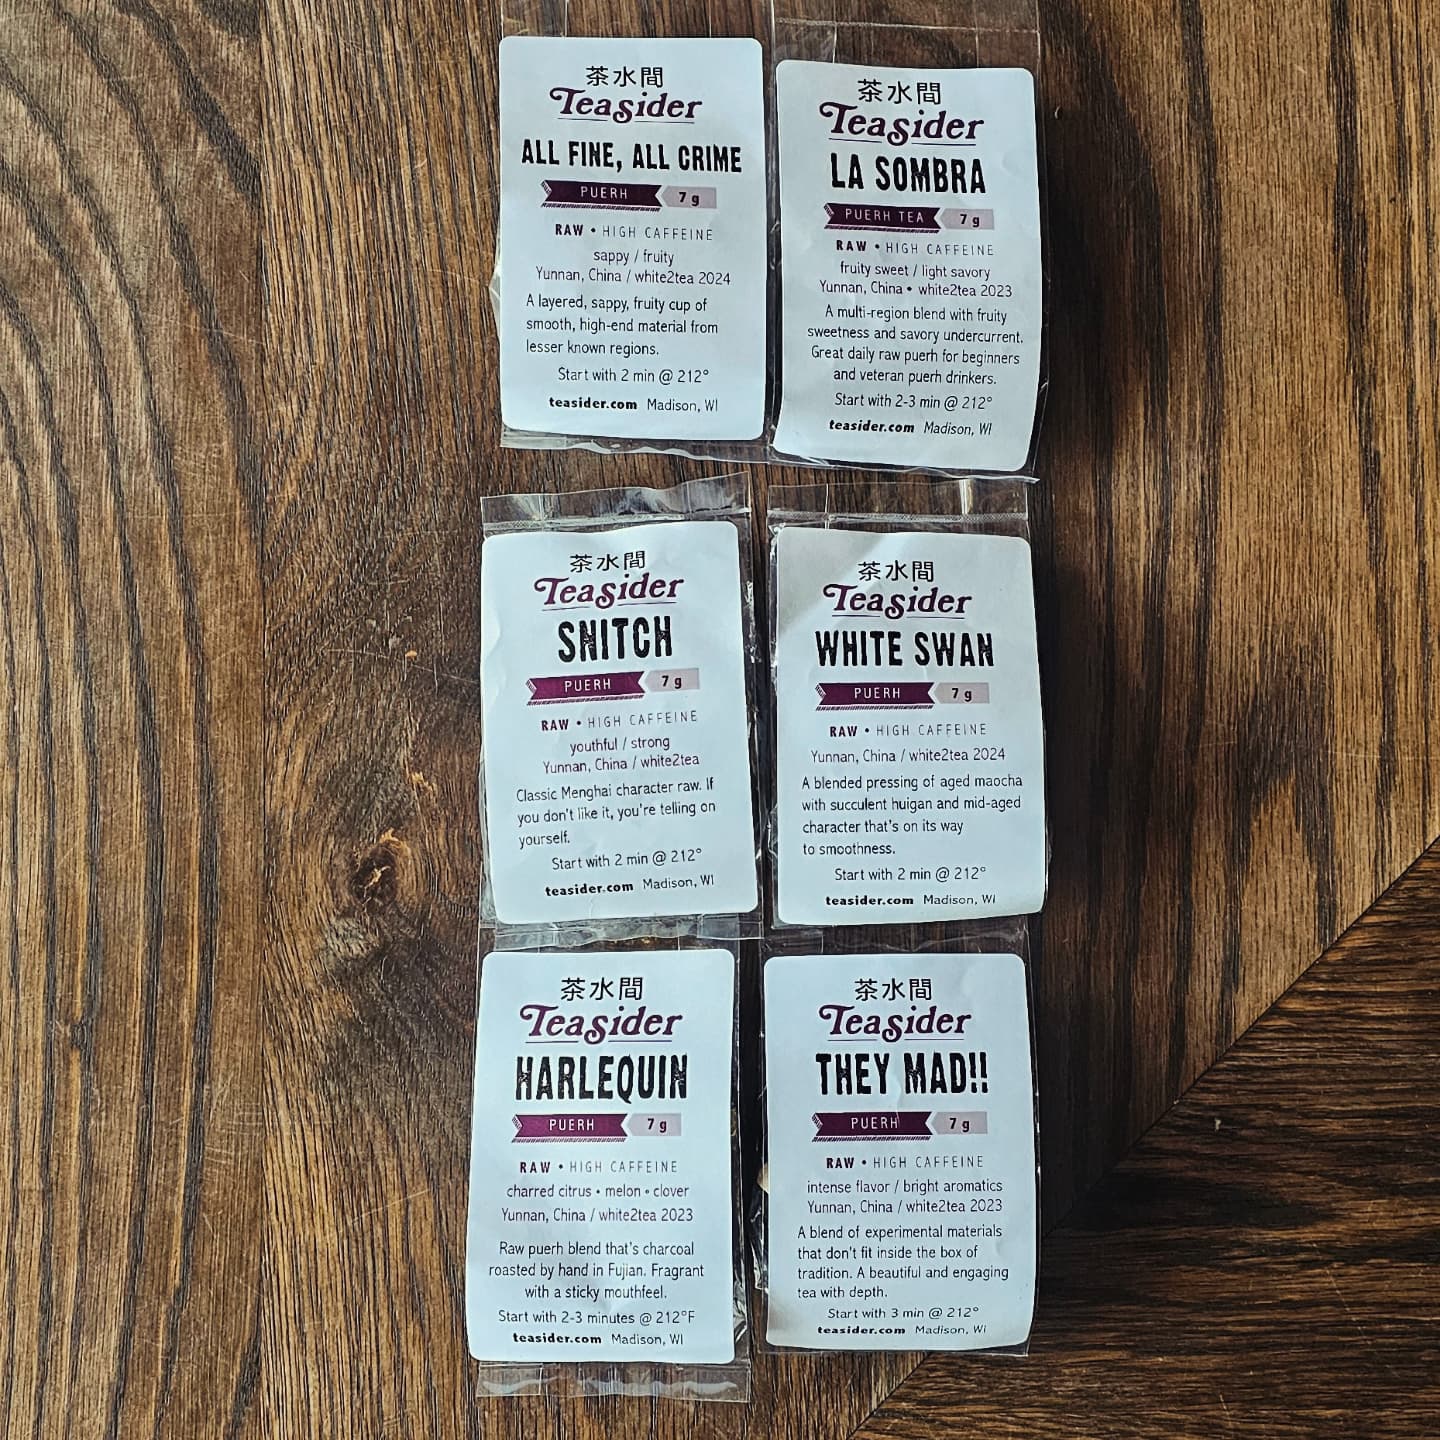 茶水間
Teasider
ALL FINE, ALL CRIME
PUERH 7 g
RAW • HIGH CAFFEINE
sappy / fruity
Yunnan, China / white2tea 2024
A layered, sappy, fruity cup of
smooth, high-end material from
lesser known regions.
Start with 2 min @ 212°
teasider.com Madison, WI
茶水間
Teasider
LA SOMBRA
PUERH TEA 7 g
RAW • HIGH CAFFEINE
fruity sweet / light savory
Yunnan, China • white2tea 2023
A multi-region blend with fruity
sweetness and savory undercurrent.
Great daily raw puerh for beginners
and veteran puerh drinkers.
Start with 2-3 min @ 212°
teasider.com Madison, WI
茶水間
Teasider
SNITCH
PUERH 7 g
RAW • HIGH CAFFEINE
youthful / strong
Yunnan, China / white2tea
Classic Menghai character raw. If
you don't like it, you're telling on
yourself.
Start with 2 min @ 212°
teasider.com Madison, WI
茶水間
Teasider
WHITE SWAN
PUERH 7 g
RAW • HIGH CAFFEINE
Yunnan, China / white2tea 2024
A blended pressing of aged maocha
with succulent huigan and mid-aged
character that's on its way
to smoothness.
Start with 2 min @ 212°
teasider.com Madison, WI
茶水間
Teasider
HARLEQUIN
PUERH 7 g
RAW • HIGH CAFFEINE
charred citrus • melon • clover
Yunnan, China / white2tea 2023
Raw puerh blend that's charcoal
roasted by hand in Fujian. Fragrant
with a sticky mouthfeel.
Start with 2-3 minutes @ 212°F
teasider.com Madison, WI
茶水間
Teasider
THEY MAD!!
PUERH 7 g
RAW • HIGH CAFFEINE
intense flavor / bright aromatics
Yunnan, China / white2tea 2023
A blend of experimental materials
that don't fit inside the box of
tradition. A beautiful and engaging
tea with depth.
Start with 3 min @ 212°
teasider.com Madison, WI